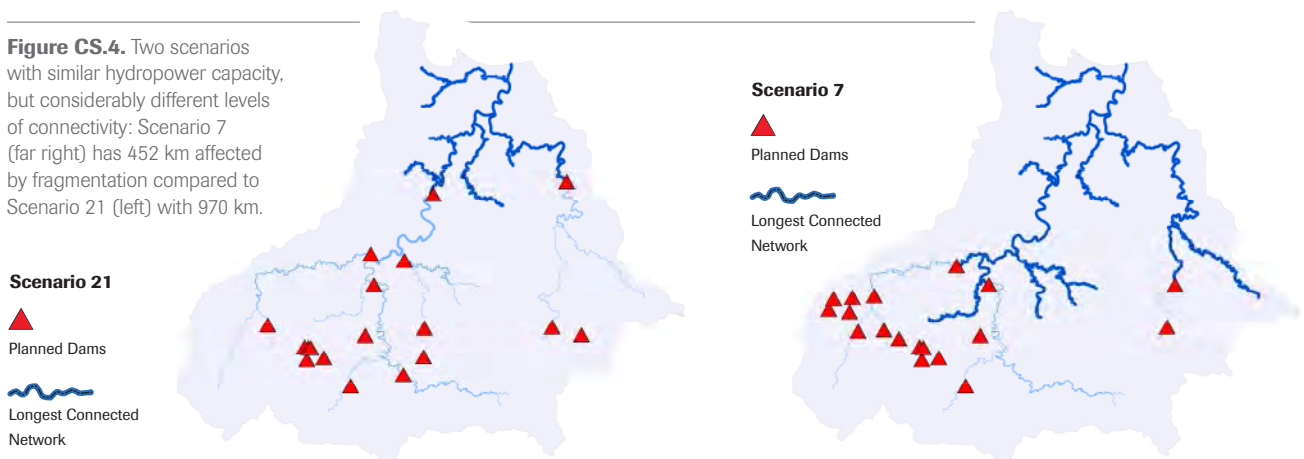 Figure CS.4. Two scenarios
with similar hydropower capacity,
but considerably different levels
of connectivity: Scenario 7
(far right) has 452 km affected
by fragmentation compared to
Scenario 21 (left) with 970 km.
Scenario 21
Planned Dams
Longest Connected
Network
Scenario 7
Planned Dams
Longest Connected
Network